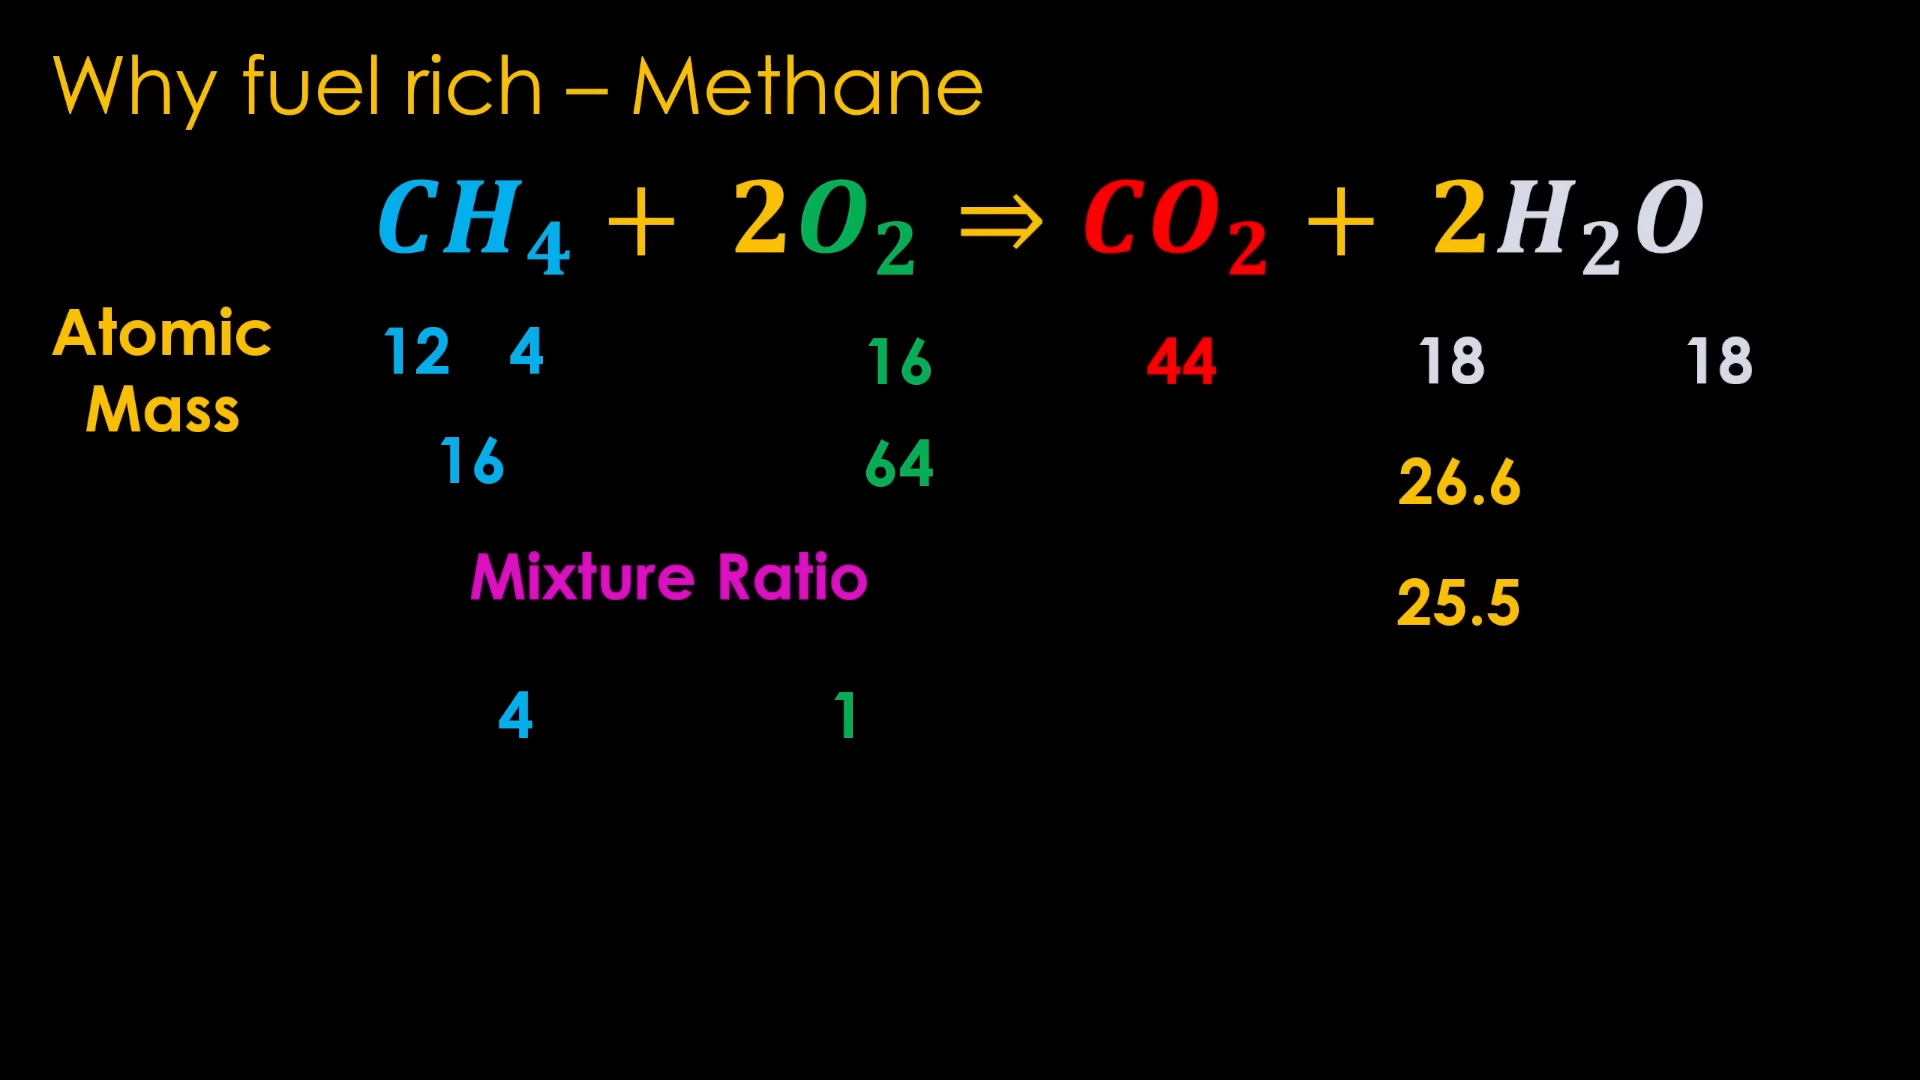 Why fuel rich – Methane
CH₄ + 2O₂ ⇒ CO₂ + 2H₂O
Atomic
Mass
12 4 16 44 18 18
16 64 26.6
Mixture Ratio 25.5
4 1